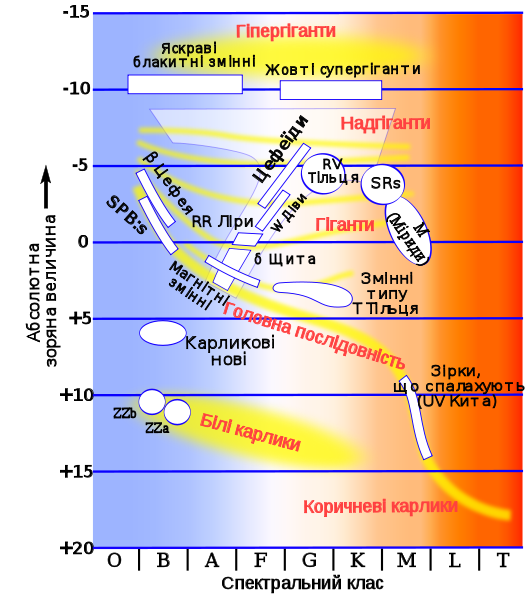 -15
Гіпергіганти
Яскраві
блакитні змінні
Жовті супергіганти
-10
Надгіганти
Цефеїди
β Цефея
-5
RV
Тільця
SRs
SPB:s
RR Ліри
W Діви
Гіганти
М
(Міриди)
0
δ Щита
Магнітні
змінні
Змінні
типу
Т Тільця
Абсолютна
зоряна величина
+5
Головна послідовність
Карликові
нові
Зірки,
що спалахують
(UV Кита)
+10
ZZb
ZZa
Білі карлики
+15
Коричневі карлики
+20
O B A F G K M L T
Спектральний клас